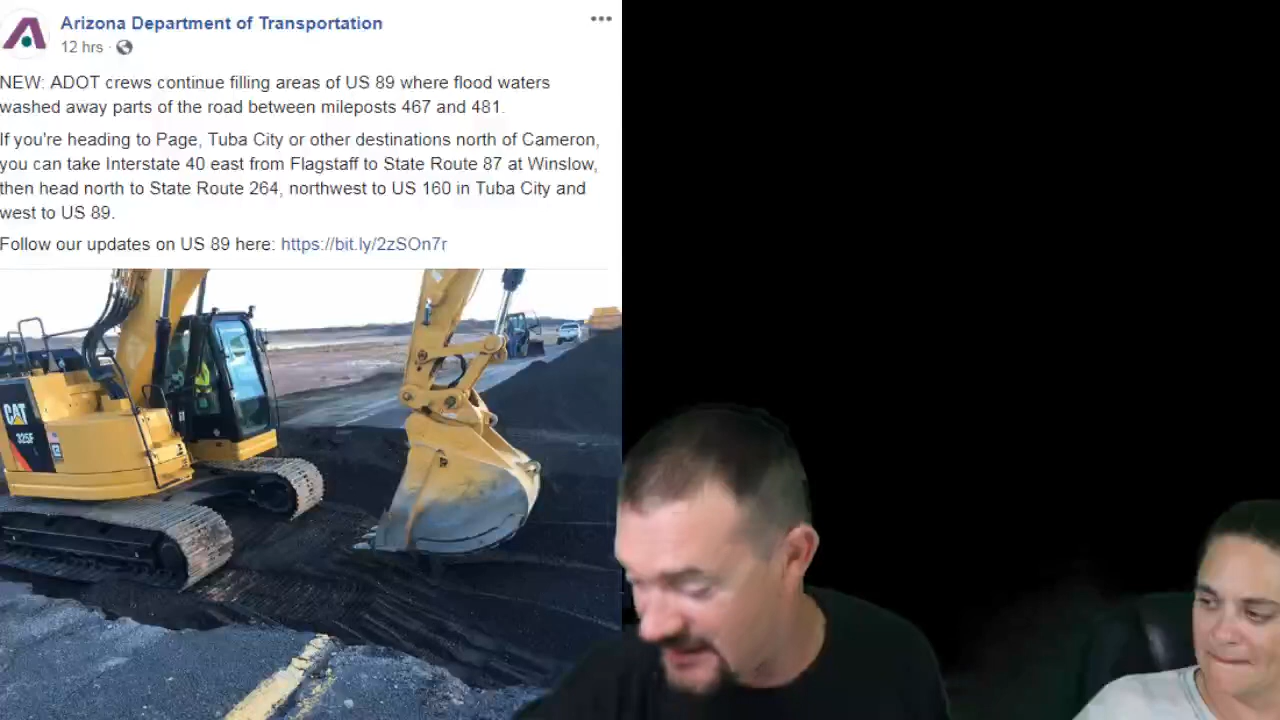 Arizona Department of Transportation
12 hrs ·
NEW: ADOT crews continue filling areas of US 89 where flood waters
washed away parts of the road between mileposts 467 and 481.
If you're heading to Page, Tuba City or other destinations north of Cameron,
you can take Interstate 40 east from Flagstaff to State Route 87 at Winslow,
then head north to State Route 264, northwest to US 160 in Tuba City and
west to US 89.
Follow our updates on US 89 here: https://bit.ly/2zSOn7r
CAT
325F